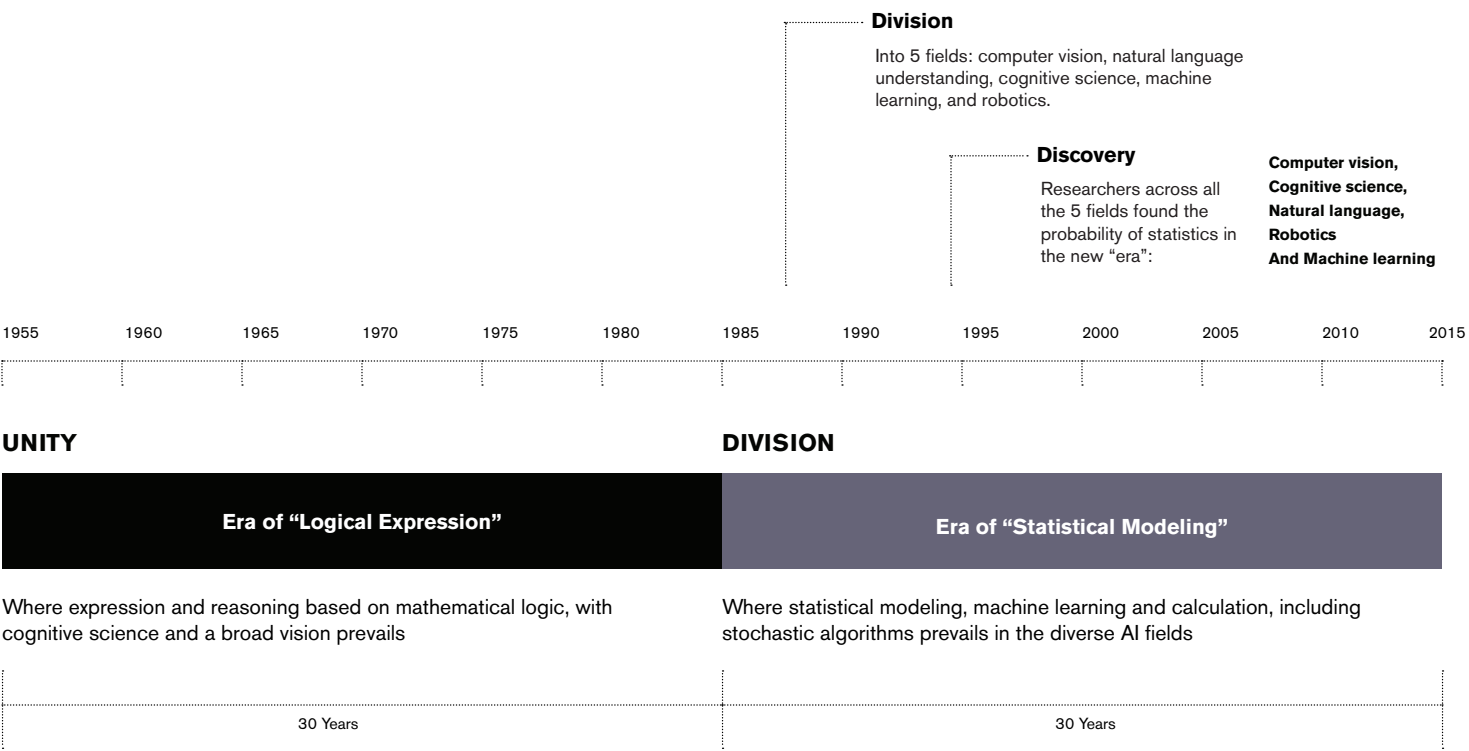 Division
Into 5 fields: computer vision, natural language
understanding, cognitive science, machine
learning, and robotics.
Discovery
Researchers across all
the 5 fields found the
probability of statistics in
the new “era”:
Computer vision,
Cognitive science,
Natural language,
Robotics
And Machine learning
1955 1960 1965 1970 1975 1980 1985 1990 1995 2000 2005 2010 2015
UNITY
DIVISION
Era of “Logical Expression”
Era of “Statistical Modeling”
Where expression and reasoning based on mathematical logic, with
cognitive science and a broad vision prevails
Where statistical modeling, machine learning and calculation, including
stochastic algorithms prevails in the diverse AI fields
30 Years
30 Years